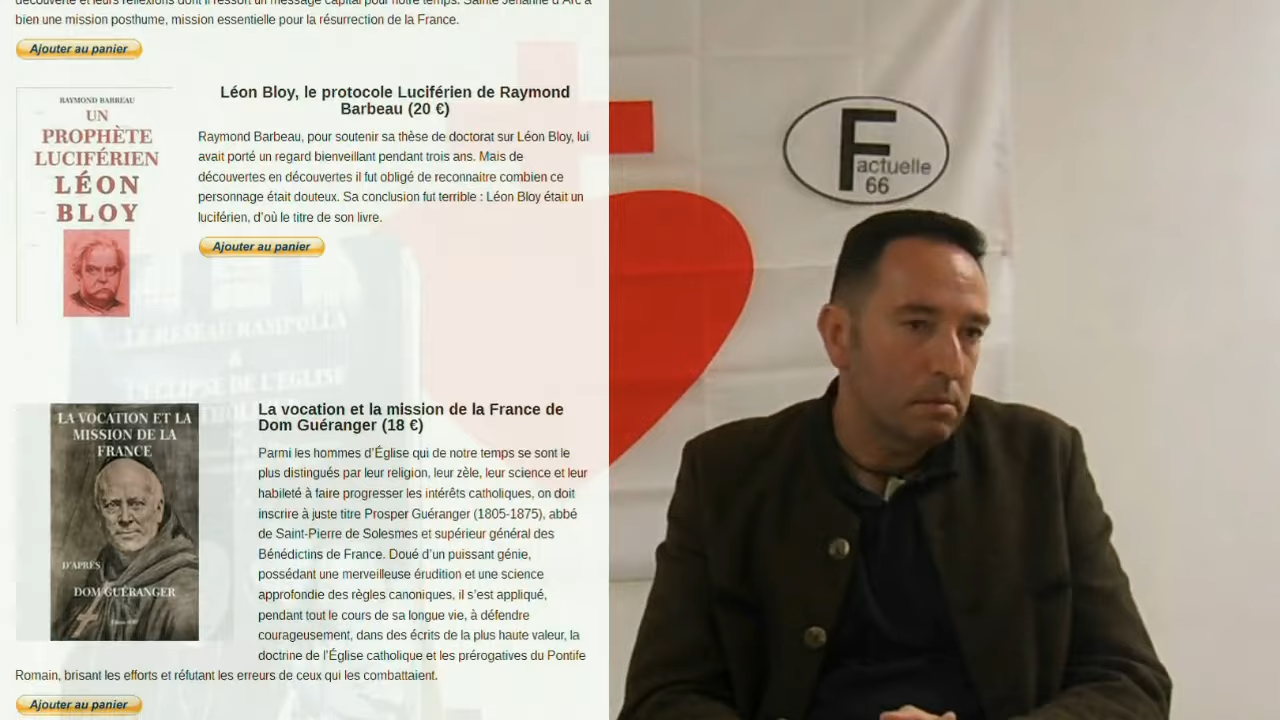 découverte et leurs réflexions dont il ressort un message capital pour notre temps. Sainte Jehanne d'Arc a
bien une mission posthume, mission essentielle pour la résurrection de la France.
Ajouter au panier
RAYMOND BARBEAU
UN
PROPHÈTE
LUCIFÉRIEN
LÉON
BLOY
Léon Bloy, le protocole Luciférien de Raymond
Barbeau (20 €)
Raymond Barbeau, pour soutenir sa thèse de doctorat sur Léon Bloy, lui
avait porté un regard bienveillant pendant trois ans. Mais de
découvertes en découvertes il fut obligé de reconnaitre combien ce
personnage était douteux. Sa conclusion fut terrible : Léon Bloy était un
luciférien, d'où le titre de son livre.
Ajouter au panier
LE RESEAU RAMPOLLA
&
L'ECLIPSE DE L'EGLISE
LA VOCATION ET LA
MISSION DE LA
FRANCE
D'APRÈS
DOM GUÉRANGER
La vocation et la mission de la France de
Dom Guéranger (18 €)
Parmi les hommes d'Église qui de notre temps se sont le
plus distingués par leur religion, leur zèle, leur science et leur
habileté à faire progresser les intérêts catholiques, on doit
inscrire à juste titre Prosper Guéranger (1805-1875), abbé
de Saint-Pierre de Solesmes et supérieur général des
Bénédictins de France. Doué d'un puissant génie,
possédant une merveilleuse érudition et une science
approfondie des règles canoniques, il s'est appliqué,
pendant tout le cours de sa longue vie, à défendre
courageusement, dans des écrits de la plus haute valeur, la
doctrine de l'Église catholique et les prérogatives du Pontife
Romain, brisant les efforts et réfutant les erreurs de ceux qui les combattaient.
Ajouter au panier
Factuelle
66